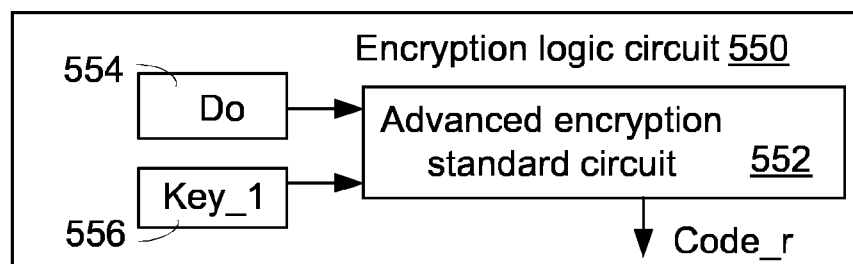 Encryption logic circuit 550
554
Do
Advanced encryption
standard circuit 552
Key_1
556
Code_r